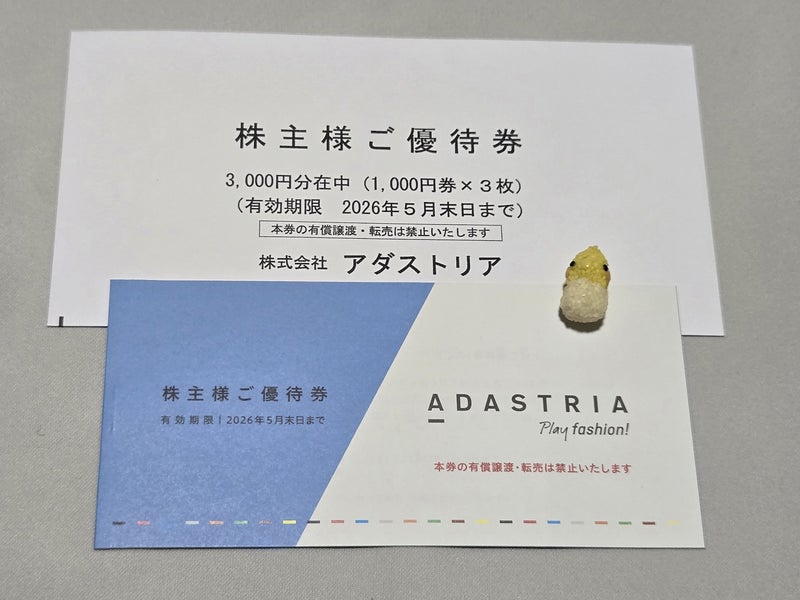 株主様ご優待券
3,000円分在中（1,000円券×3枚）
（有効期限　2026年5月末日まで）
本券の有償譲渡・転売は禁止いたします
株式会社　アダストリア
株主様ご優待券
有効期限｜2026年5月末日まで
ADASTRIA
Play fashion!
本券の有償譲渡・転売は禁止いたします